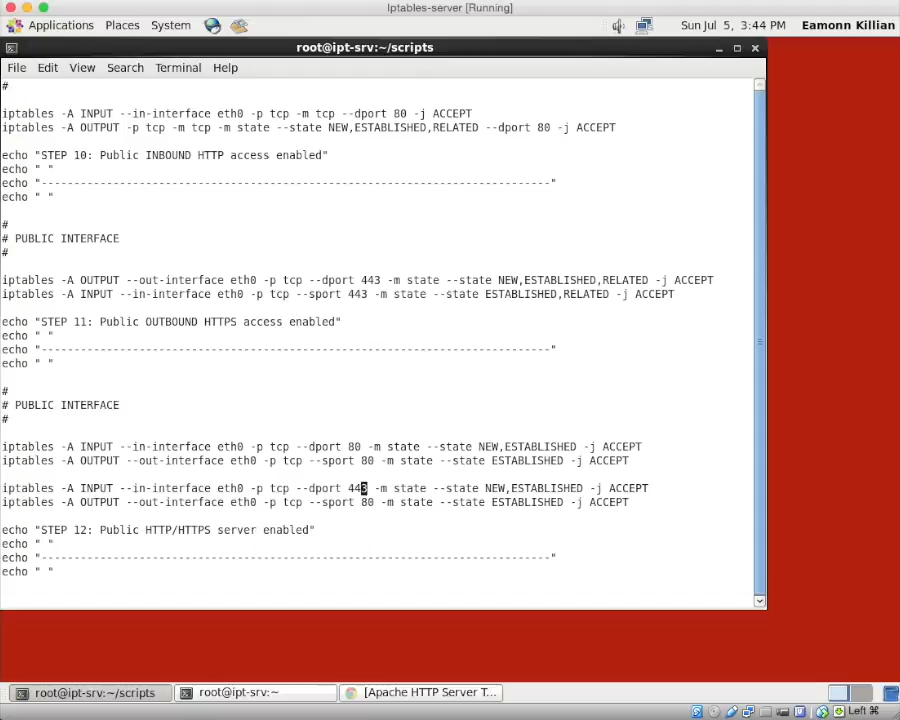 Iptables-server [Running]
Applications Places System Sun Jul 5, 3:44 PM Eamonn Killian
root@ipt-srv:~/scripts
File Edit View Search Terminal Help
#
iptables -A INPUT --in-interface eth0 -p tcp -m tcp --dport 80 -j ACCEPT
iptables -A OUTPUT -p tcp -m tcp -m state --state NEW,ESTABLISHED,RELATED --dport 80 -j ACCEPT
echo "STEP 10: Public INBOUND HTTP access enabled"
echo " "
echo "------------------------------------------------------------------------------"
echo " "
#
# PUBLIC INTERFACE
#
iptables -A OUTPUT --out-interface eth0 -p tcp --dport 443 -m state --state NEW,ESTABLISHED,RELATED -j ACCEPT
iptables -A INPUT --in-interface eth0 -p tcp --sport 443 -m state --state ESTABLISHED,RELATED -j ACCEPT
echo "STEP 11: Public OUTBOUND HTTPS access enabled"
echo " "
echo "------------------------------------------------------------------------------"
echo " "
#
# PUBLIC INTERFACE
#
iptables -A INPUT --in-interface eth0 -p tcp --dport 80 -m state --state NEW,ESTABLISHED -j ACCEPT
iptables -A OUTPUT --out-interface eth0 -p tcp --sport 80 -m state --state ESTABLISHED -j ACCEPT
iptables -A INPUT --in-interface eth0 -p tcp --dport 443 -m state --state NEW,ESTABLISHED -j ACCEPT
iptables -A OUTPUT --out-interface eth0 -p tcp --sport 80 -m state --state ESTABLISHED -j ACCEPT
echo "STEP 12: Public HTTP/HTTPS server enabled"
echo " "
echo "------------------------------------------------------------------------------"
echo " "
root@ipt-srv:~/scripts root@ipt-srv:~ [Apache HTTP Server T...
Left ⌘